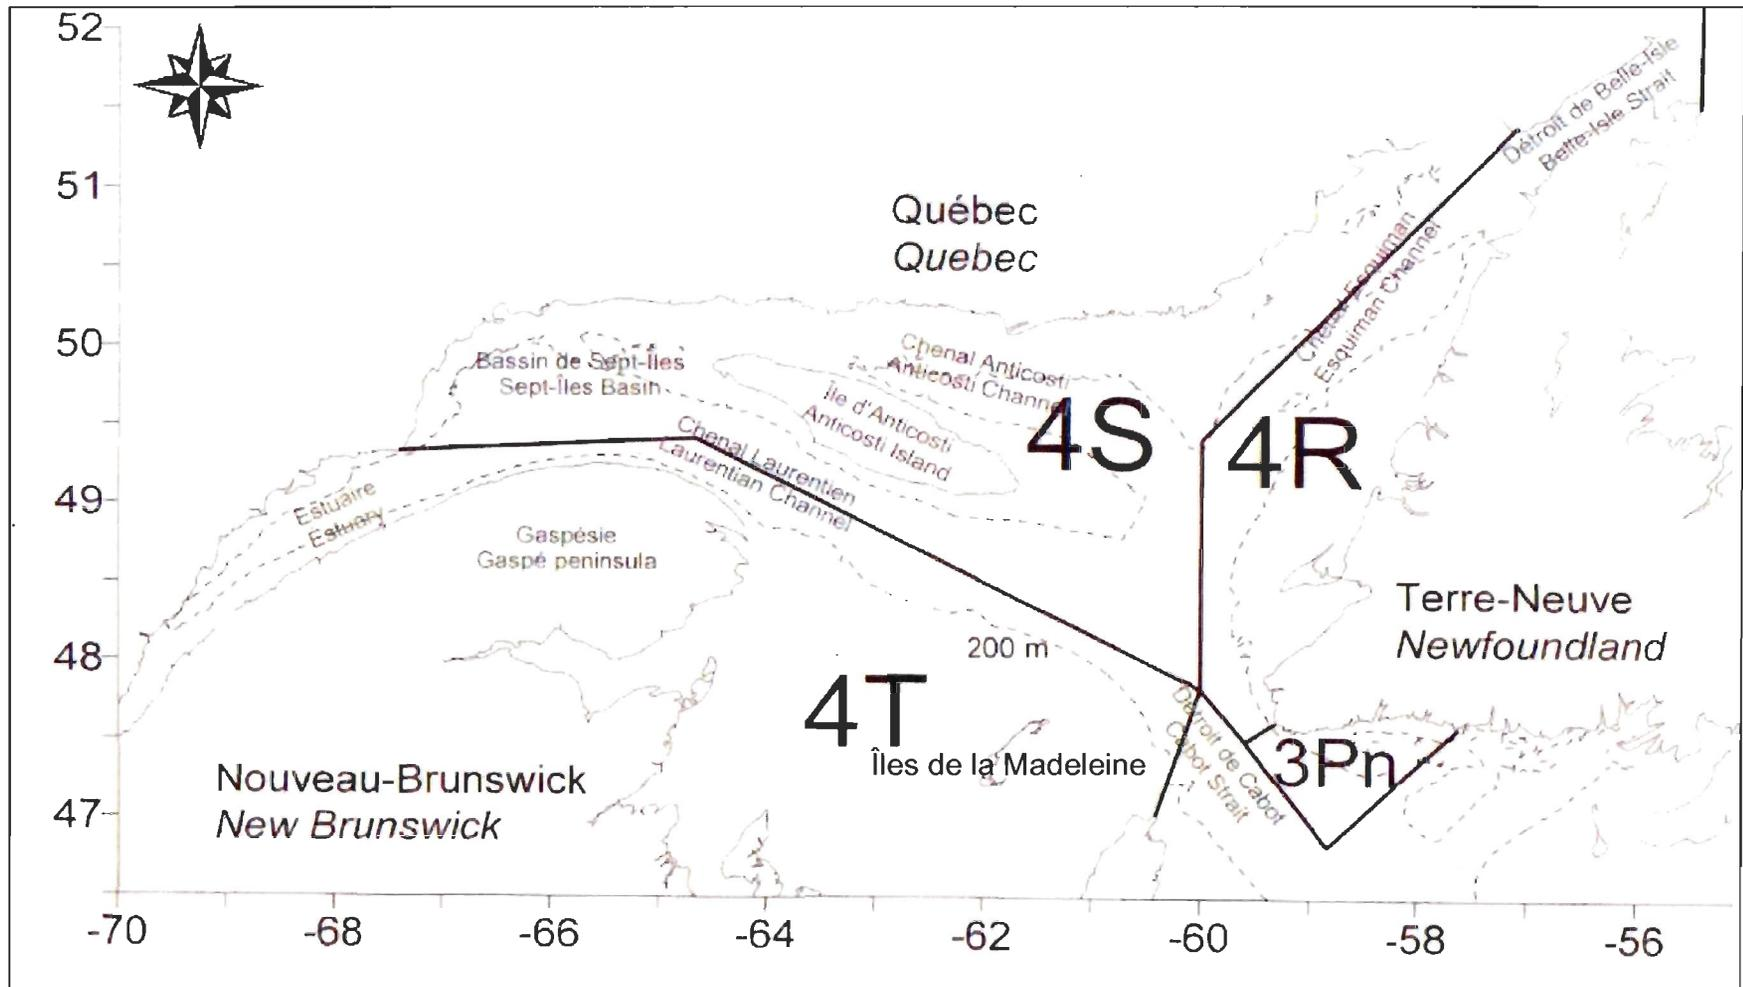 52
51
50
49
48
47
-70
-68
-66
-64
-62
-60
-58
-56
Détroit de Belle-Isle
Belle-Isle Strait
Québec
Quebec
Chenal Esquiman
Esquiman Channel
Bassin de Sept-Îles
Sept-Îles Basin
Chenal Anticosti
Anticosti Channel
Île d'Anticosti
Anticosti Island
4S
4R
Chenal Laurentien
Laurentian Channel
Estuaire
Estuary
Gaspésie
Gaspé peninsula
Terre-Neuve
Newfoundland
200 m
4T
Îles de la Madeleine
Détroit de Cabot
Cabot Strait
3Pn
Nouveau-Brunswick
New Brunswick